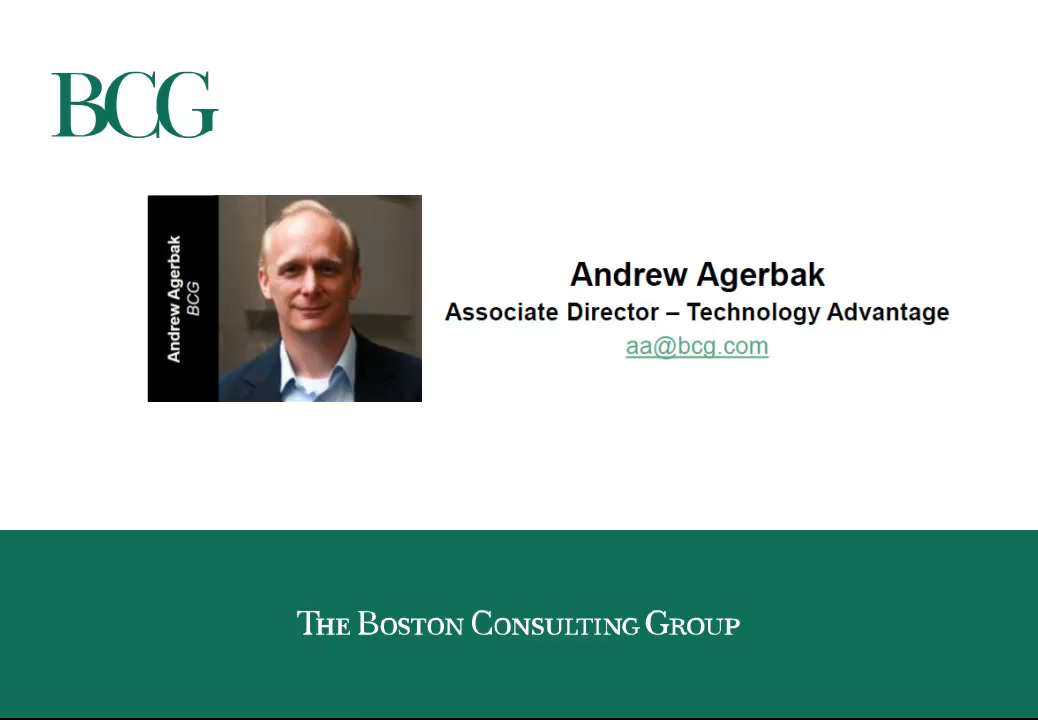 BCG
Andrew Agerbak
BCG
Andrew Agerbak
Associate Director – Technology Advantage
aa@bcg.com
THE BOSTON CONSULTING GROUP